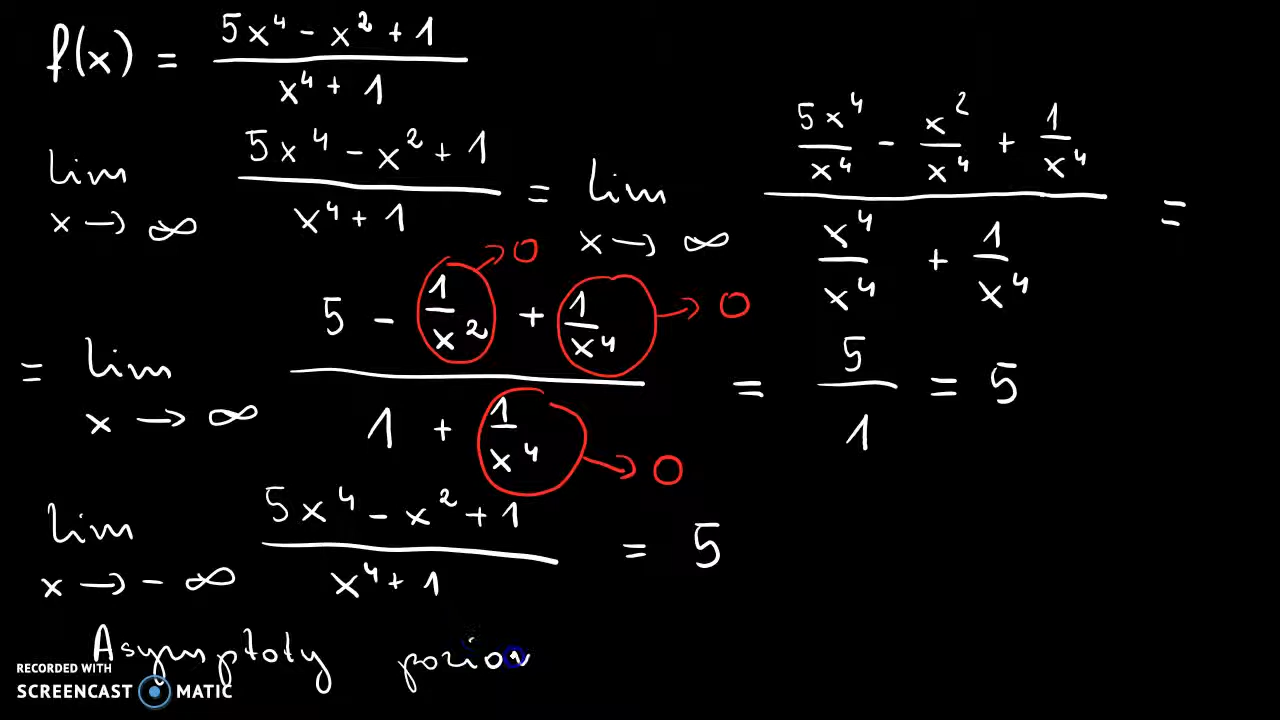 f(x) = (5x⁴ - x² + 1)/(x⁴ + 1)
lim x → ∞ (5x⁴ - x² + 1)/(x⁴ + 1) = lim x → ∞ (5x⁴/x⁴ - x²/x⁴ + 1/x⁴)/(x⁴/x⁴ + 1/x⁴) =
= lim x → ∞ (5 - 1/x² → 0 + 1/x⁴ → 0)/(1 + 1/x⁴ → 0) = 5/1 = 5
lim x → - ∞ (5x⁴ - x² + 1)/(x⁴ + 1) = 5
Asymptoty pozio
RECORDED WITH
SCREENCAST MATIC